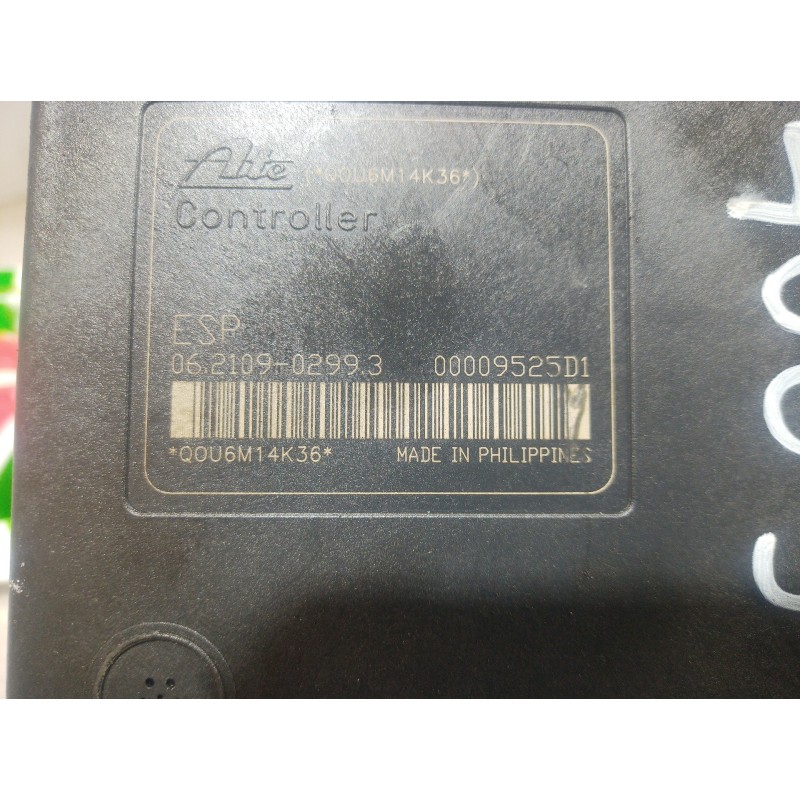 Ate (*QOU6M14K36*)
Controller
ESP
06.2109-0299.3 00009525D1
*QOU6M14K36* MADE IN PHILIPPINES